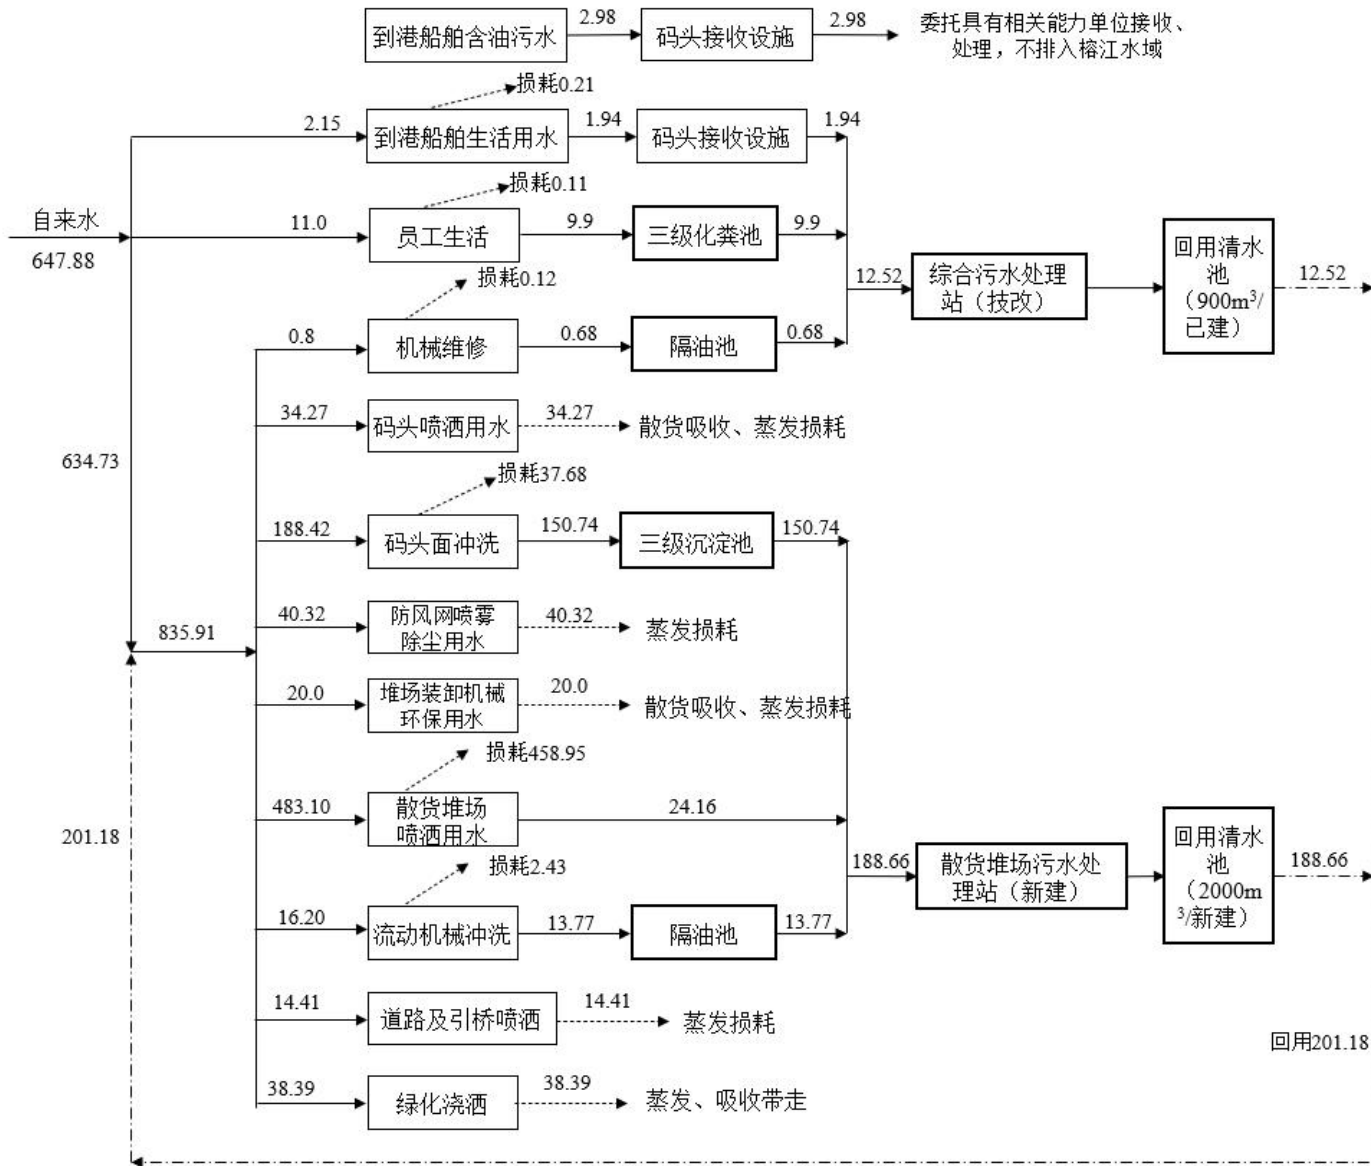 到港船舶含油污水
2.98
码头接收设施
2.98
委托具有相关能力单位接收、
处理，不排入榕江水域
损耗0.21
2.15
到港船舶生活用水
1.94
码头接收设施
1.94
损耗0.11
自来水
647.88
11.0
员工生活
9.9
三级化粪池
9.9
损耗0.12
12.52
综合污水处理
站（技改）
回用清水
池
（900m³/
已建）
12.52
0.8
机械维修
0.68
隔油池
0.68
34.27
码头喷洒用水
34.27
散货吸收、蒸发损耗
634.73
损耗37.68
188.42
码头面冲洗
150.74
三级沉淀池
150.74
835.91
40.32
防风网喷雾
除尘用水
40.32
蒸发损耗
20.0
堆场装卸机械
环保用水
20.0
散货吸收、蒸发损耗
损耗458.95
483.10
散货堆场
喷洒用水
24.16
201.18
损耗2.43
188.66
散货堆场污水处
理站（新建）
回用清水
池
（2000m
³/新建）
188.66
16.20
流动机械冲洗
13.77
隔油池
13.77
14.41
道路及引桥喷洒
14.41
蒸发损耗
回用201.18
38.39
绿化浇洒
38.39
蒸发、吸收带走